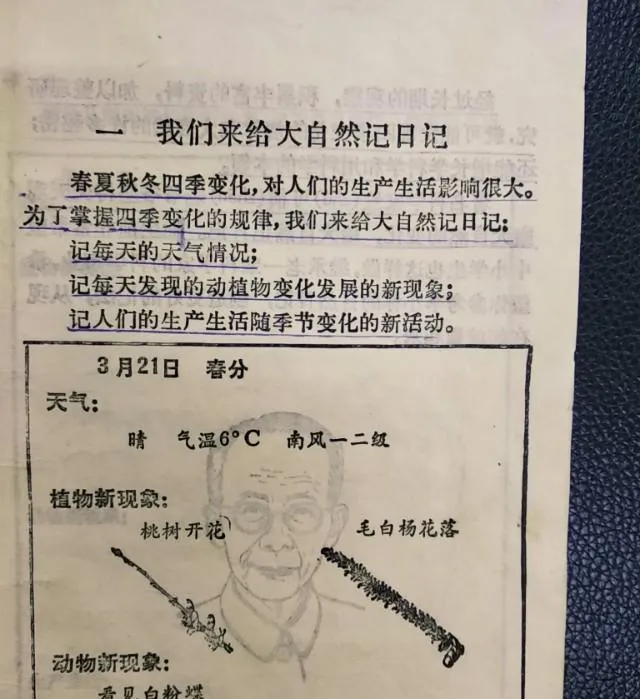 一 我们来给大自然记日记
春夏秋冬四季变化，对人们的生产生活影响很大。
为了掌握四季变化的规律，我们来给大自然记日记：
记每天的天气情况；
记每天发现的动植物变化发展的新现象；
记人们的生产生活随季节变化的新活动。
3月21日 春分
天气：
晴 气温6°C 南风一二级
植物新现象：
桃树开花 毛白杨花落
动物新现象：
看见白粉蝶